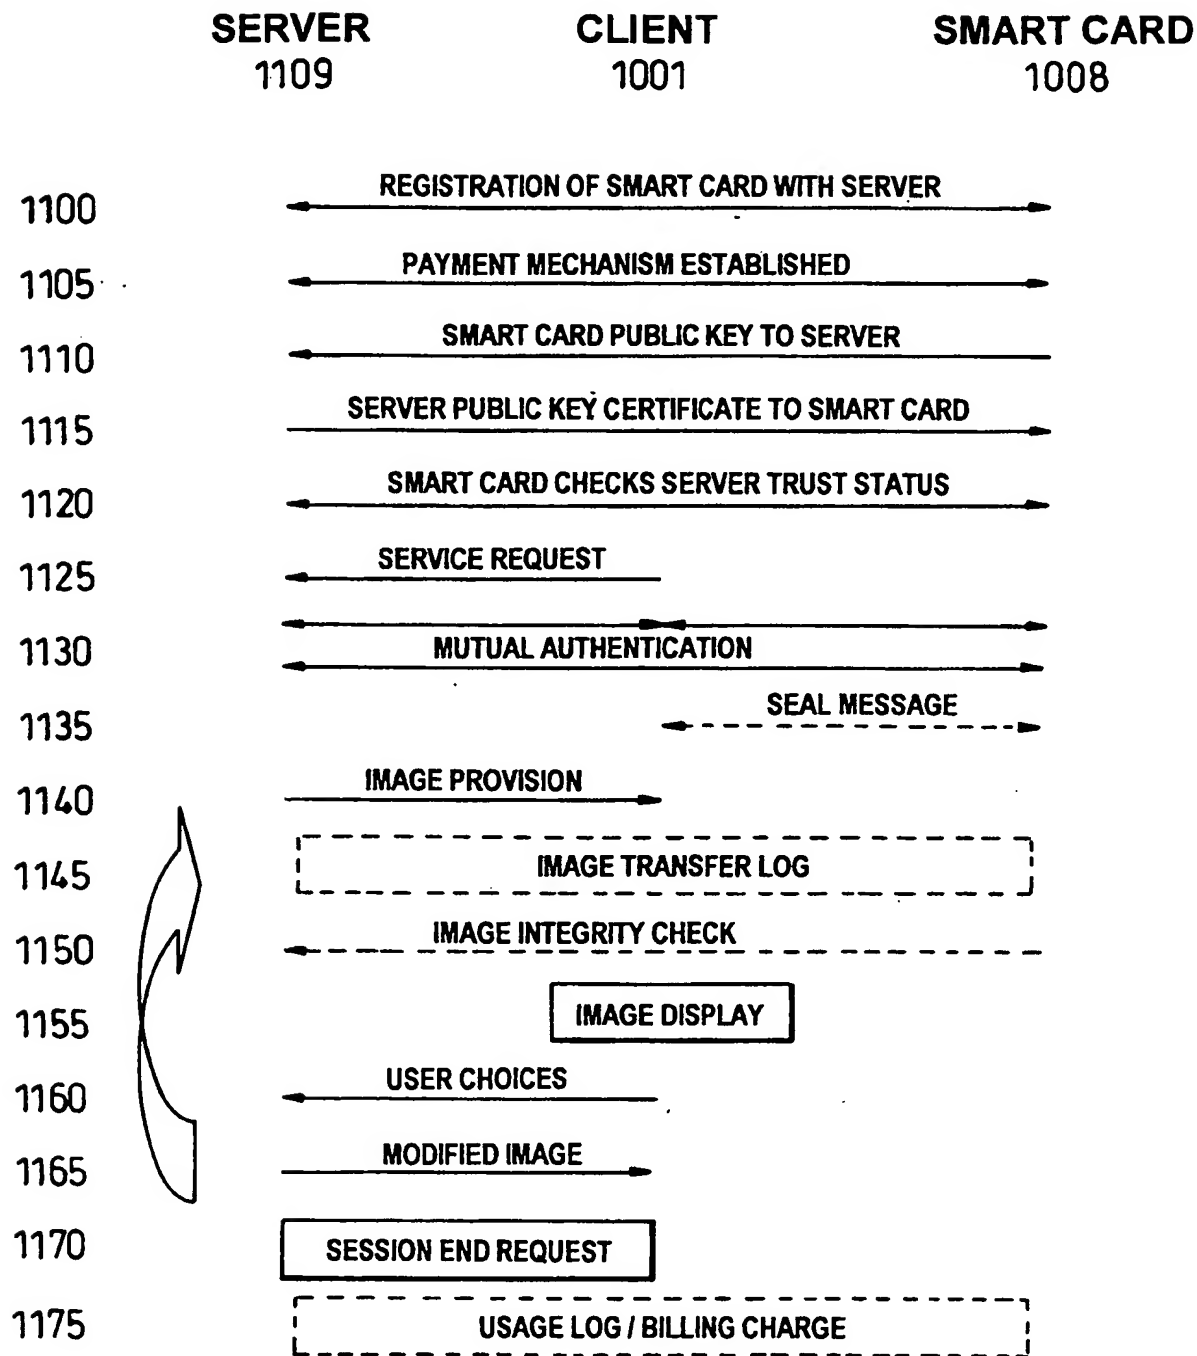 SERVER CLIENT SMART CARD
1109 1001 1008
1100 REGISTRATION OF SMART CARD WITH SERVER
1105 PAYMENT MECHANISM ESTABLISHED
1110 SMART CARD PUBLIC KEY TO SERVER
1115 SERVER PUBLIC KEY CERTIFICATE TO SMART CARD
1120 SMART CARD CHECKS SERVER TRUST STATUS
1125 SERVICE REQUEST
1130 MUTUAL AUTHENTICATION
1135 SEAL MESSAGE
1140 IMAGE PROVISION
1145 IMAGE TRANSFER LOG
1150 IMAGE INTEGRITY CHECK
1155 IMAGE DISPLAY
1160 USER CHOICES
1165 MODIFIED IMAGE
1170 SESSION END REQUEST
1175 USAGE LOG / BILLING CHARGE